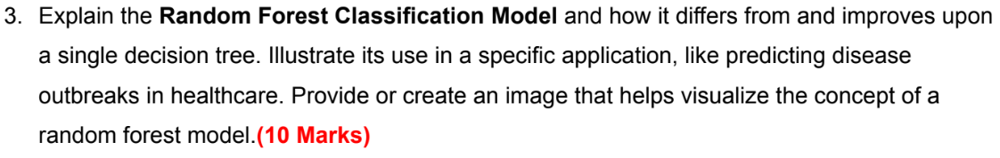 3. Explain the Random Forest Classification Model and how it differs from and improves upon
a single decision tree. Illustrate its use in a specific application, like predicting disease
outbreaks in healthcare. Provide or create an image that helps visualize the concept of a
random forest model.(10 Marks)